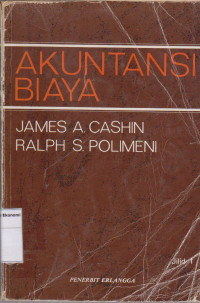 AKUNTANSI
BIAYA
JAMES A. CASHIN
RALPH S. POLIMENI
Jilid 1
PENERBIT ERLANGGA